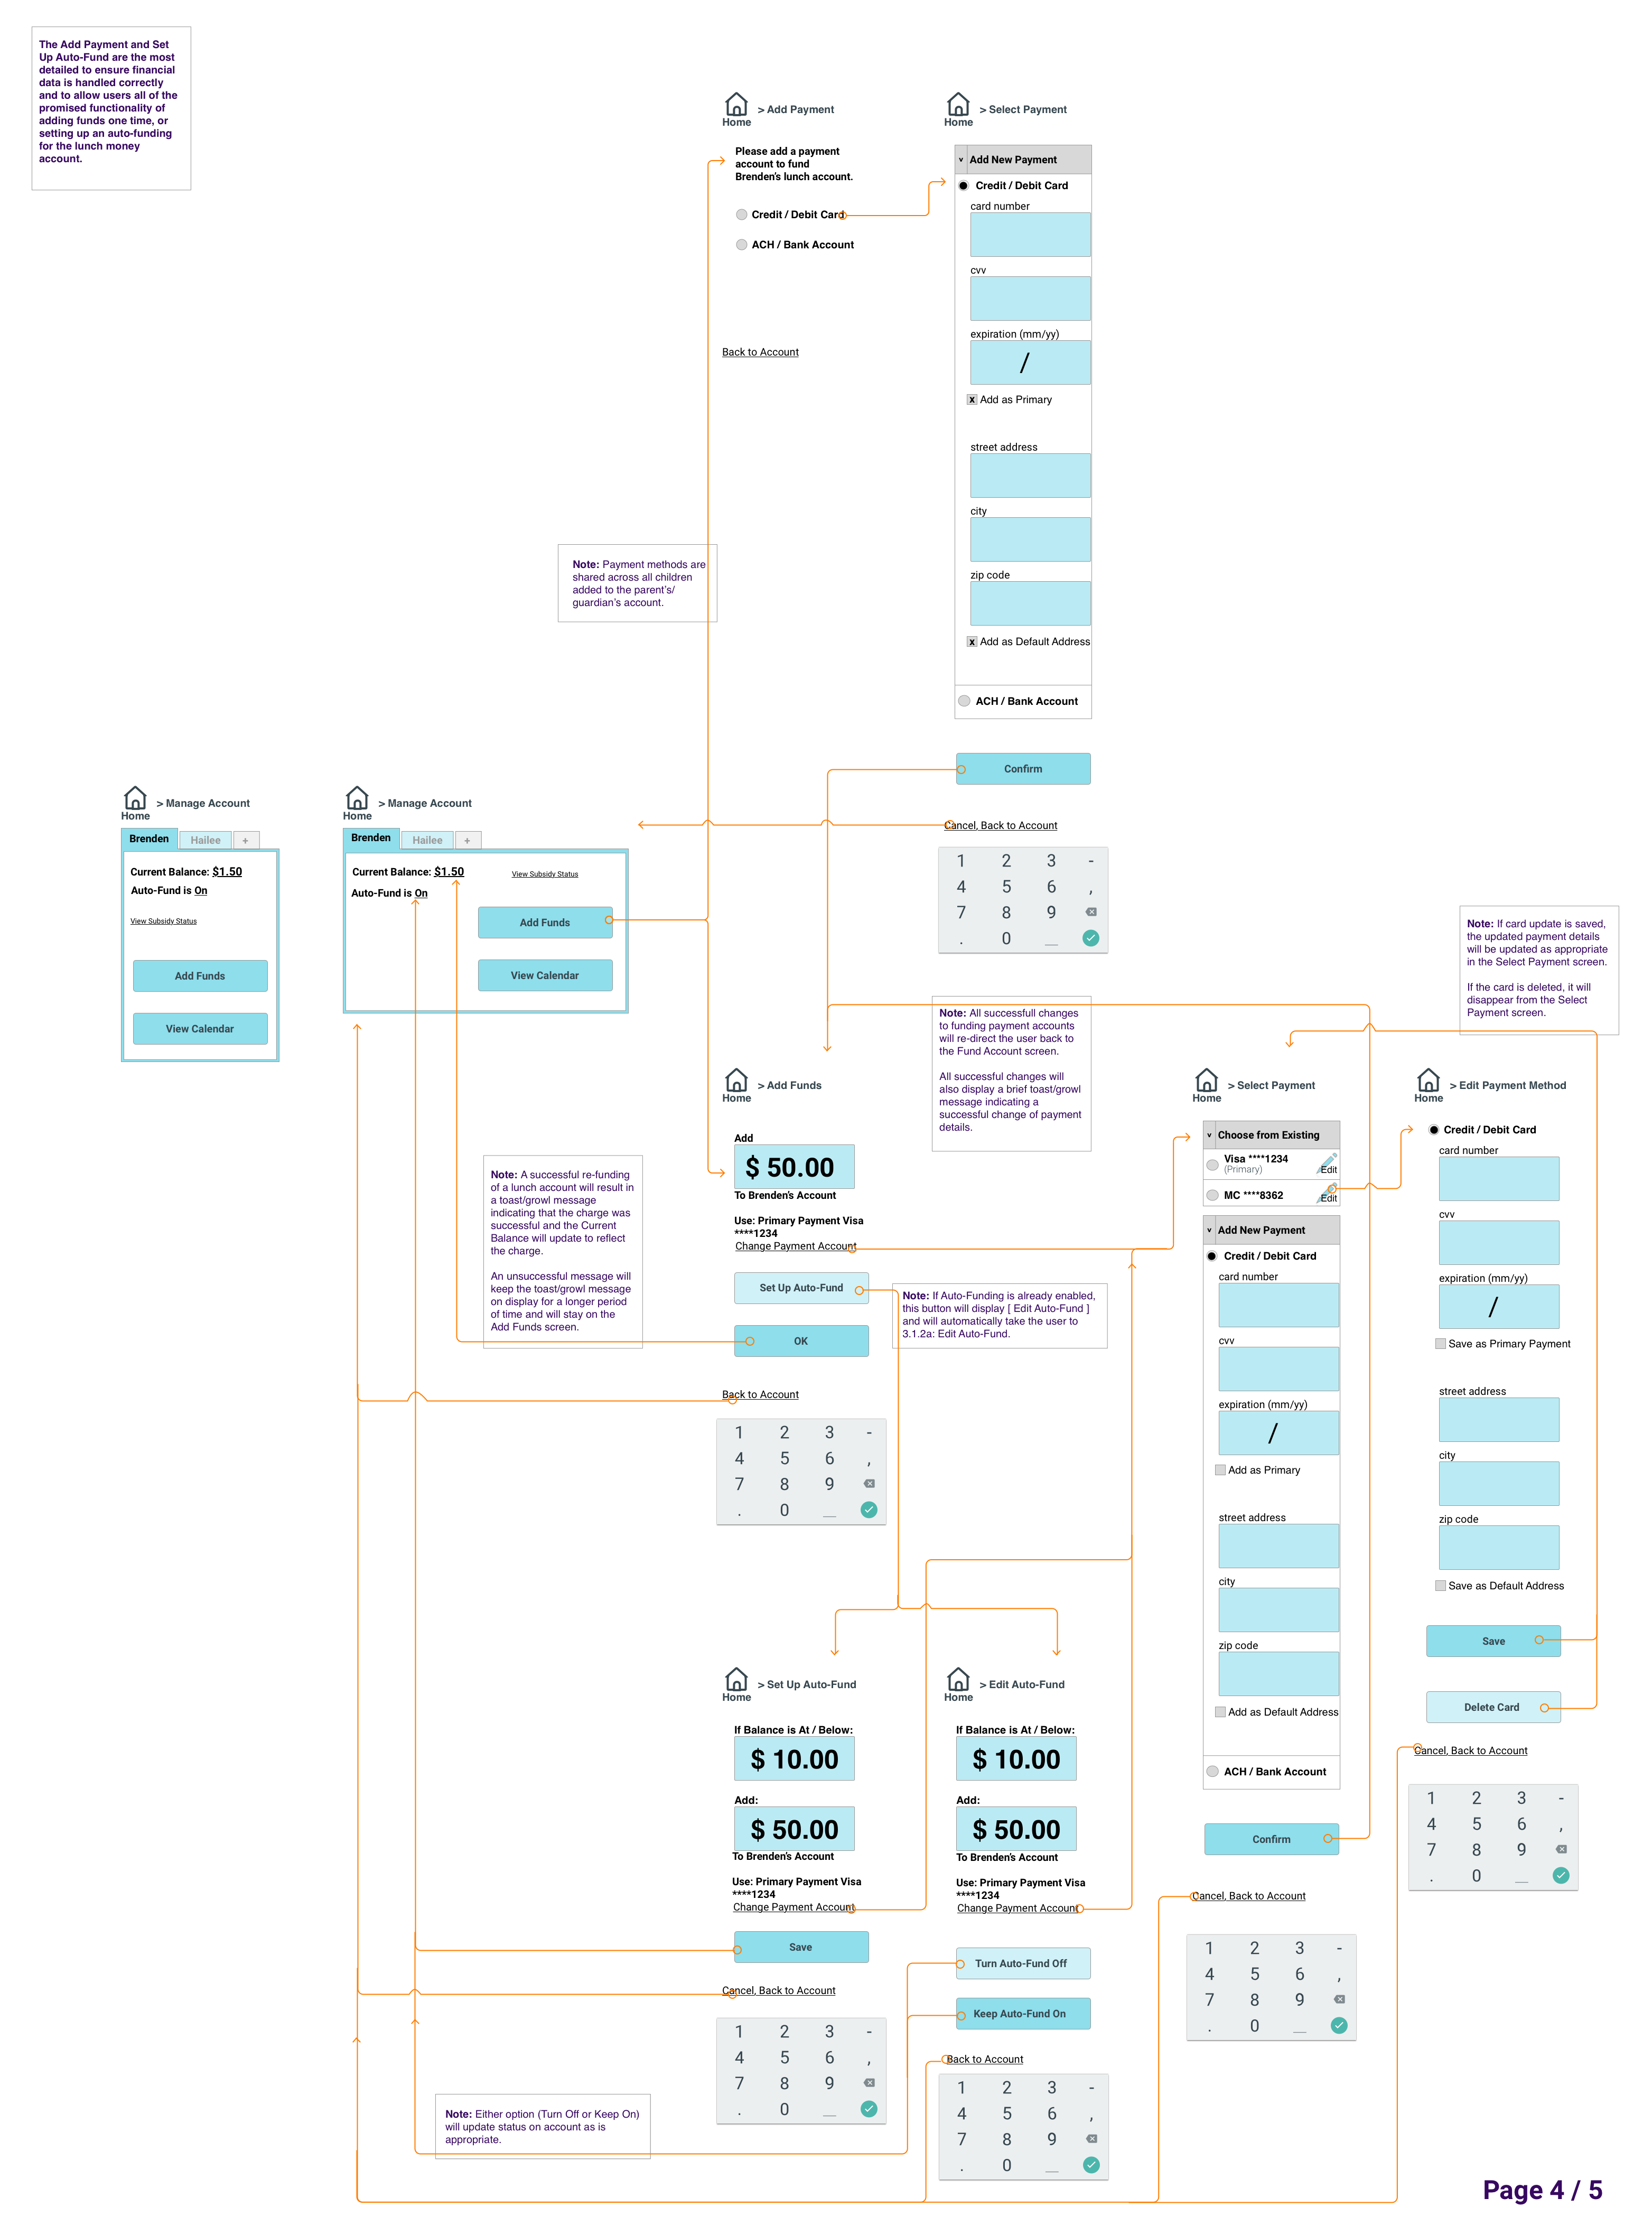 The Add Payment and Set
Up Auto-Fund are the most
detailed to ensure financial
data is handled correctly
and to allow users all of the
promised functionality of
adding funds one time, or
setting up an auto-funding
for the lunch money
account.
Home
> Add Payment
Please add a payment
account to fund
Brenden's lunch account.
Credit / Debit Card
ACH / Bank Account
Back to Account
Home
> Select Payment
v Add New Payment
Credit / Debit Card
card number
cvv
expiration (mm/yy)
/
x Add as Primary
street address
city
zip code
x Add as Default Address
ACH / Bank Account
Confirm
Cancel, Back to Account
1 2 3 -
4 5 6 ,
7 8 9
. 0 _
Note: Payment methods are
shared across all children
added to the parent's/
guardian's account.
Home
> Manage Account
Brenden Hailee +
Current Balance: $1.50
Auto-Fund is On
View Subsidy Status
Add Funds
View Calendar
Home
> Manage Account
Brenden Hailee +
Current Balance: $1.50
View Subsidy Status
Auto-Fund is On
Add Funds
View Calendar
Note: If card update is saved,
the updated payment details
will be updated as appropriate
in the Select Payment screen.
If the card is deleted, it will
disappear from the Select
Payment screen.
Note: All successfull changes
to funding payment accounts
will re-direct the user back to
the Fund Account screen.
All successful changes will
also display a brief toast/growl
message indicating a
successful change of payment
details.
Home
> Add Funds
Add
$ 50.00
To Brenden's Account
Use: Primary Payment Visa
****1234
Change Payment Account
Set Up Auto-Fund
OK
Back to Account
1 2 3 -
4 5 6 ,
7 8 9
. 0 _
Note: A successful re-funding
of a lunch account will result in
a toast/growl message
indicating that the charge was
successful and the Current
Balance will update to reflect
the charge.
An unsuccessful message will
keep the toast/growl message
on display for a longer period
of time and will stay on the
Add Funds screen.
Note: If Auto-Funding is already enabled,
this button will display [ Edit Auto-Fund ]
and will automatically take the user to
3.1.2a: Edit Auto-Fund.
Home
> Select Payment
v Choose from Existing
Visa ****1234
(Primary)
Edit
MC ****8362
Edit
v Add New Payment
Credit / Debit Card
card number
cvv
expiration (mm/yy)
/
Add as Primary
street address
city
zip code
Add as Default Address
ACH / Bank Account
Confirm
Cancel, Back to Account
1 2 3 -
4 5 6 ,
7 8 9
. 0 _
Home
> Edit Payment Method
Credit / Debit Card
card number
cvv
expiration (mm/yy)
/
Save as Primary Payment
street address
city
zip code
Save as Default Address
Save
Delete Card
Cancel, Back to Account
1 2 3 -
4 5 6 ,
7 8 9
. 0 _
Home
> Set Up Auto-Fund
If Balance is At / Below:
$ 10.00
Add:
$ 50.00
To Brenden's Account
Use: Primary Payment Visa
****1234
Change Payment Account
Save
Cancel, Back to Account
1 2 3 -
4 5 6 ,
7 8 9
. 0 _
Home
> Edit Auto-Fund
If Balance is At / Below:
$ 10.00
Add:
$ 50.00
To Brenden's Account
Use: Primary Payment Visa
****1234
Change Payment Account
Turn Auto-Fund Off
Keep Auto-Fund On
Back to Account
1 2 3 -
4 5 6 ,
7 8 9
. 0 _
Note: Either option (Turn Off or Keep On)
will update status on account as is
appropriate.
Page 4 / 5